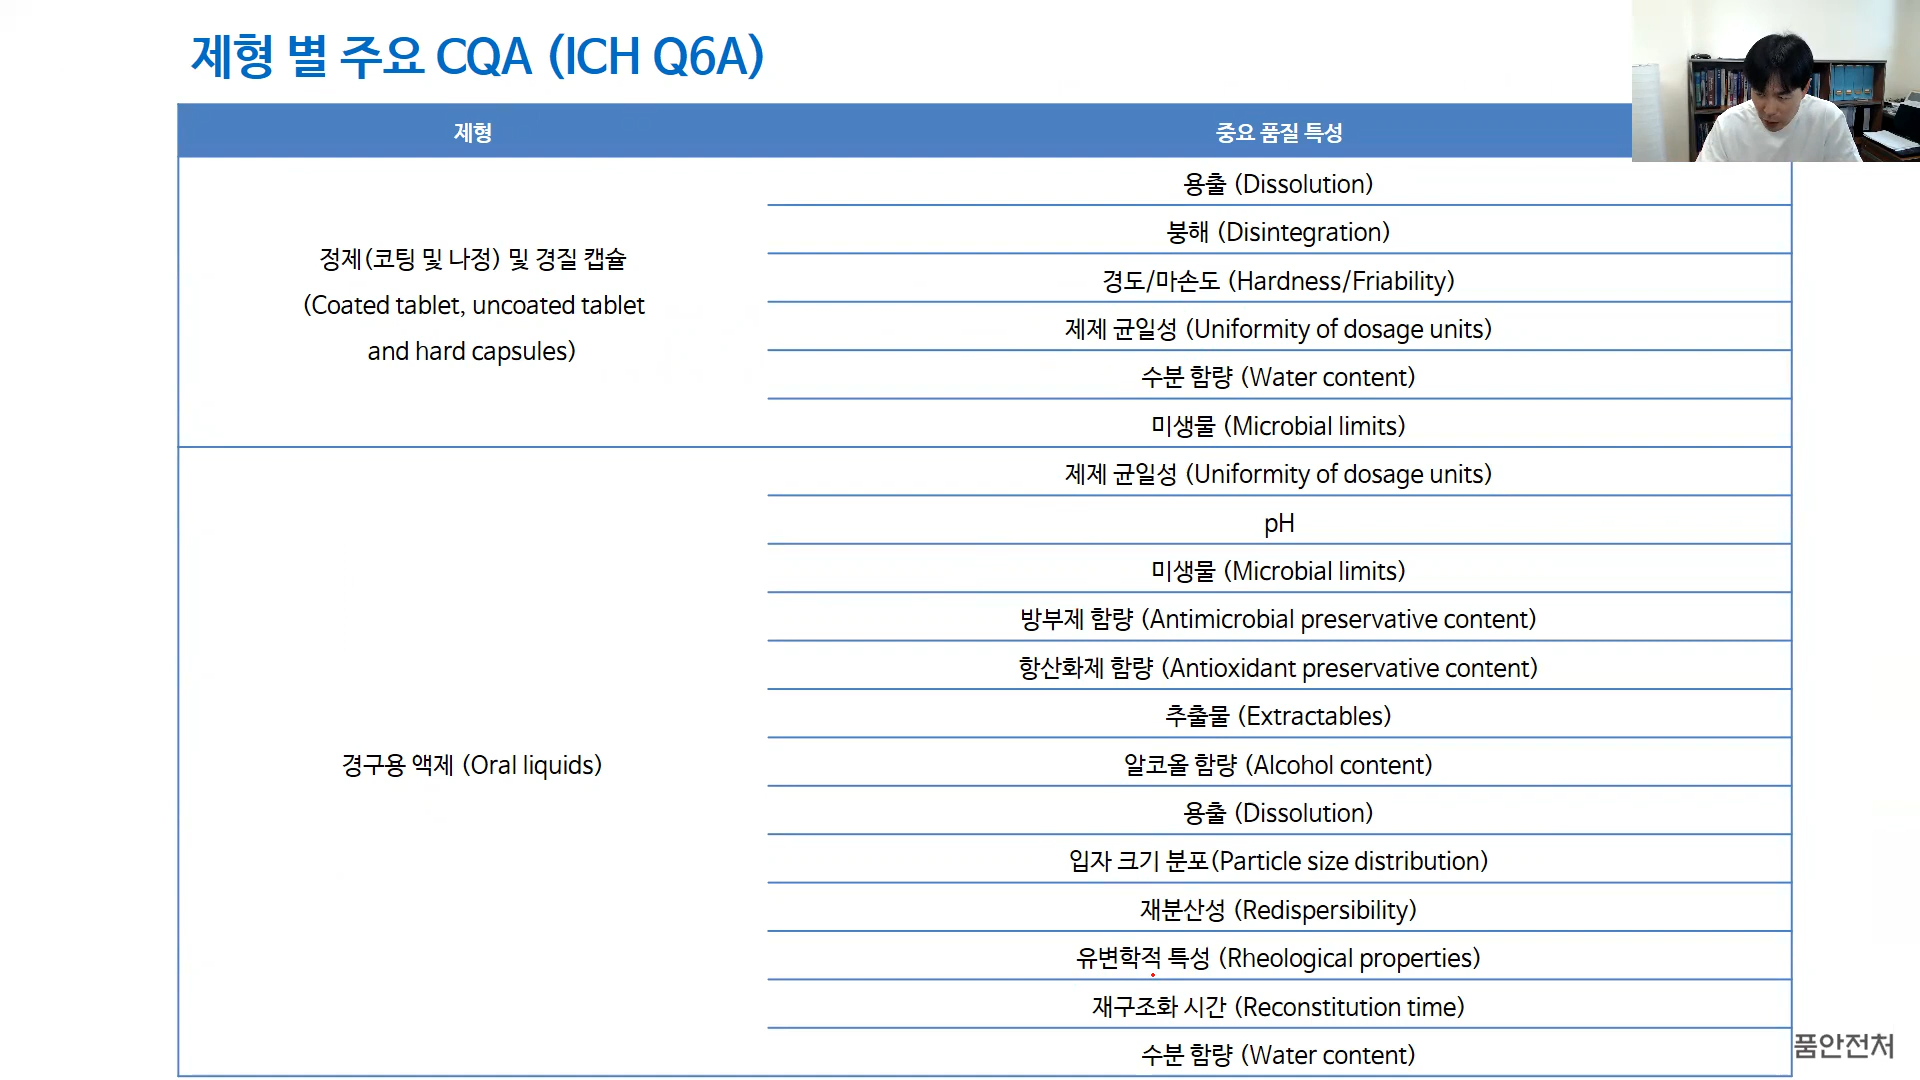 제형 별 주요 CQA (ICH Q6A)
제형
중요 품질 특성
정제(코팅 및 나정) 및 경질 캡슐
(Coated tablet, uncoated tablet
and hard capsules)
용출 (Dissolution)
붕해 (Disintegration)
경도/마손도 (Hardness/Friability)
제제 균일성 (Uniformity of dosage units)
수분 함량 (Water content)
미생물 (Microbial limits)
경구용 액제 (Oral liquids)
제제 균일성 (Uniformity of dosage units)
pH
미생물 (Microbial limits)
방부제 함량 (Antimicrobial preservative content)
항산화제 함량 (Antioxidant preservative content)
추출물 (Extractables)
알코올 함량 (Alcohol content)
용출 (Dissolution)
입자 크기 분포(Particle size distribution)
재분산성 (Redispersibility)
유변학적 특성 (Rheological properties)
재구조화 시간 (Reconstitution time)
수분 함량 (Water content)
품안전처